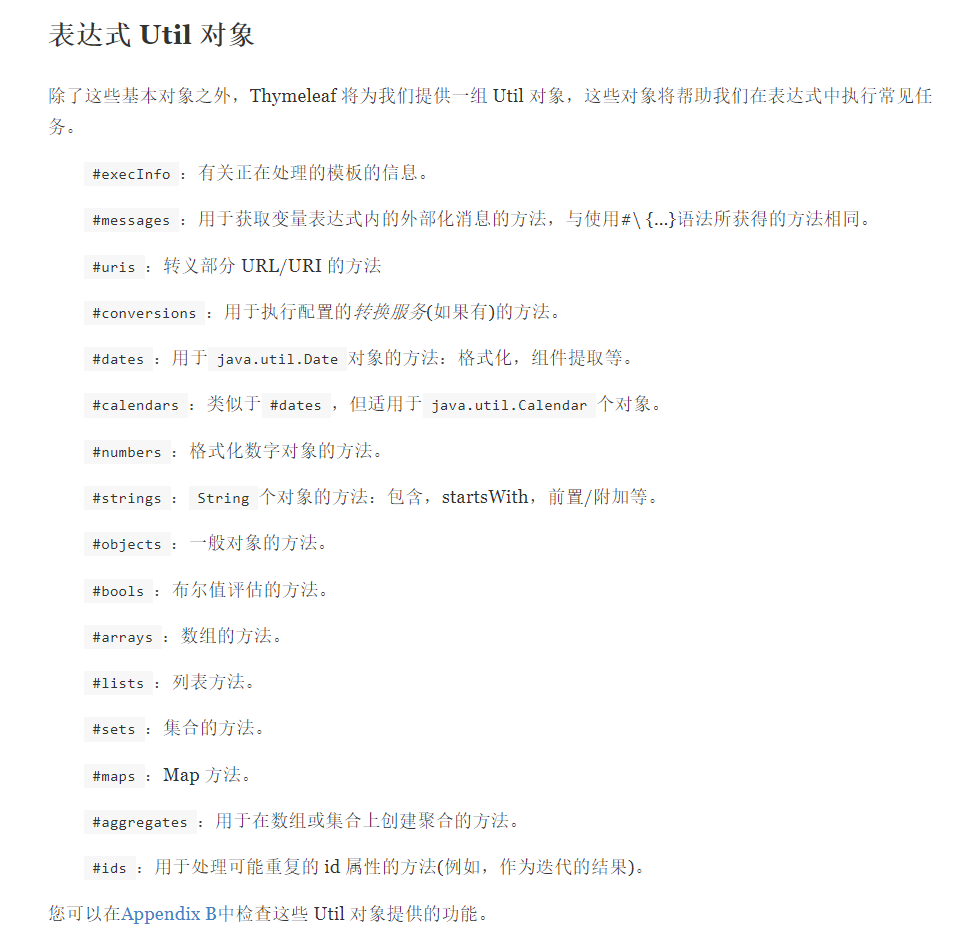 表达式 Util 对象
除了这些基本对象之外，Thymeleaf 将为我们提供一组 Util 对象，这些对象将帮助我们在表达式中执行常见任
务。
#execInfo ： 有关正在处理的模板的信息。
#messages ： 用于获取变量表达式内的外部化消息的方法，与使用#\ {…}语法所获得的方法相同。
#uris ： 转义部分 URL/URI 的方法
#conversions ： 用于执行配置的转换服务(如果有)的方法。
#dates ：用于 java.util.Date 对象的方法：格式化，组件提取等。
#calendars ：类似于 #dates ，但适用于 java.util.Calendar 个对象。
#numbers ： 格式化数字对象的方法。
#strings ： String 个对象的方法：包含，startsWith，前置/附加等。
#objects ： 一般对象的方法。
#bools ：布尔值评估的方法。
#arrays ： 数组的方法。
#lists ：列表方法。
#sets ：集合的方法。
#maps ：Map 方法。
#aggregates ：用于在数组或集合上创建聚合的方法。
#ids ：用于处理可能重复的 id 属性的方法(例如，作为迭代的结果)。
您可以在Appendix B中检查这些 Util 对象提供的功能。